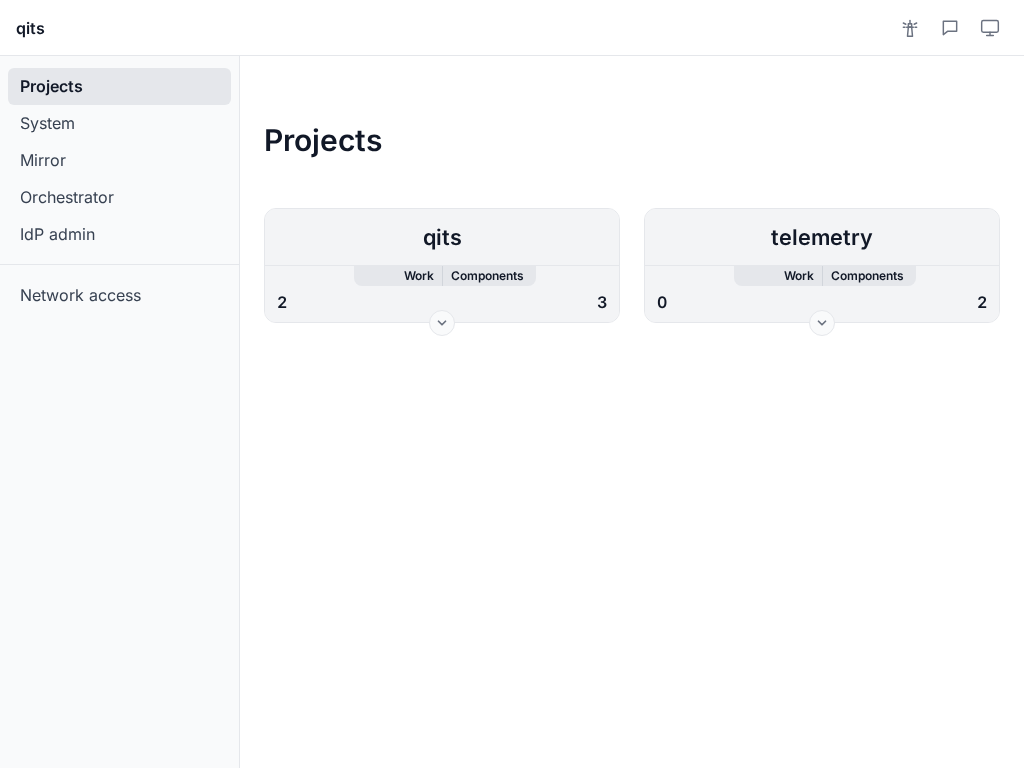 qits
Projects
System
Mirror
Orchestrator
IdP admin
Network access
Projects
qits
Work Components
2 3
telemetry
Work Components
0 2